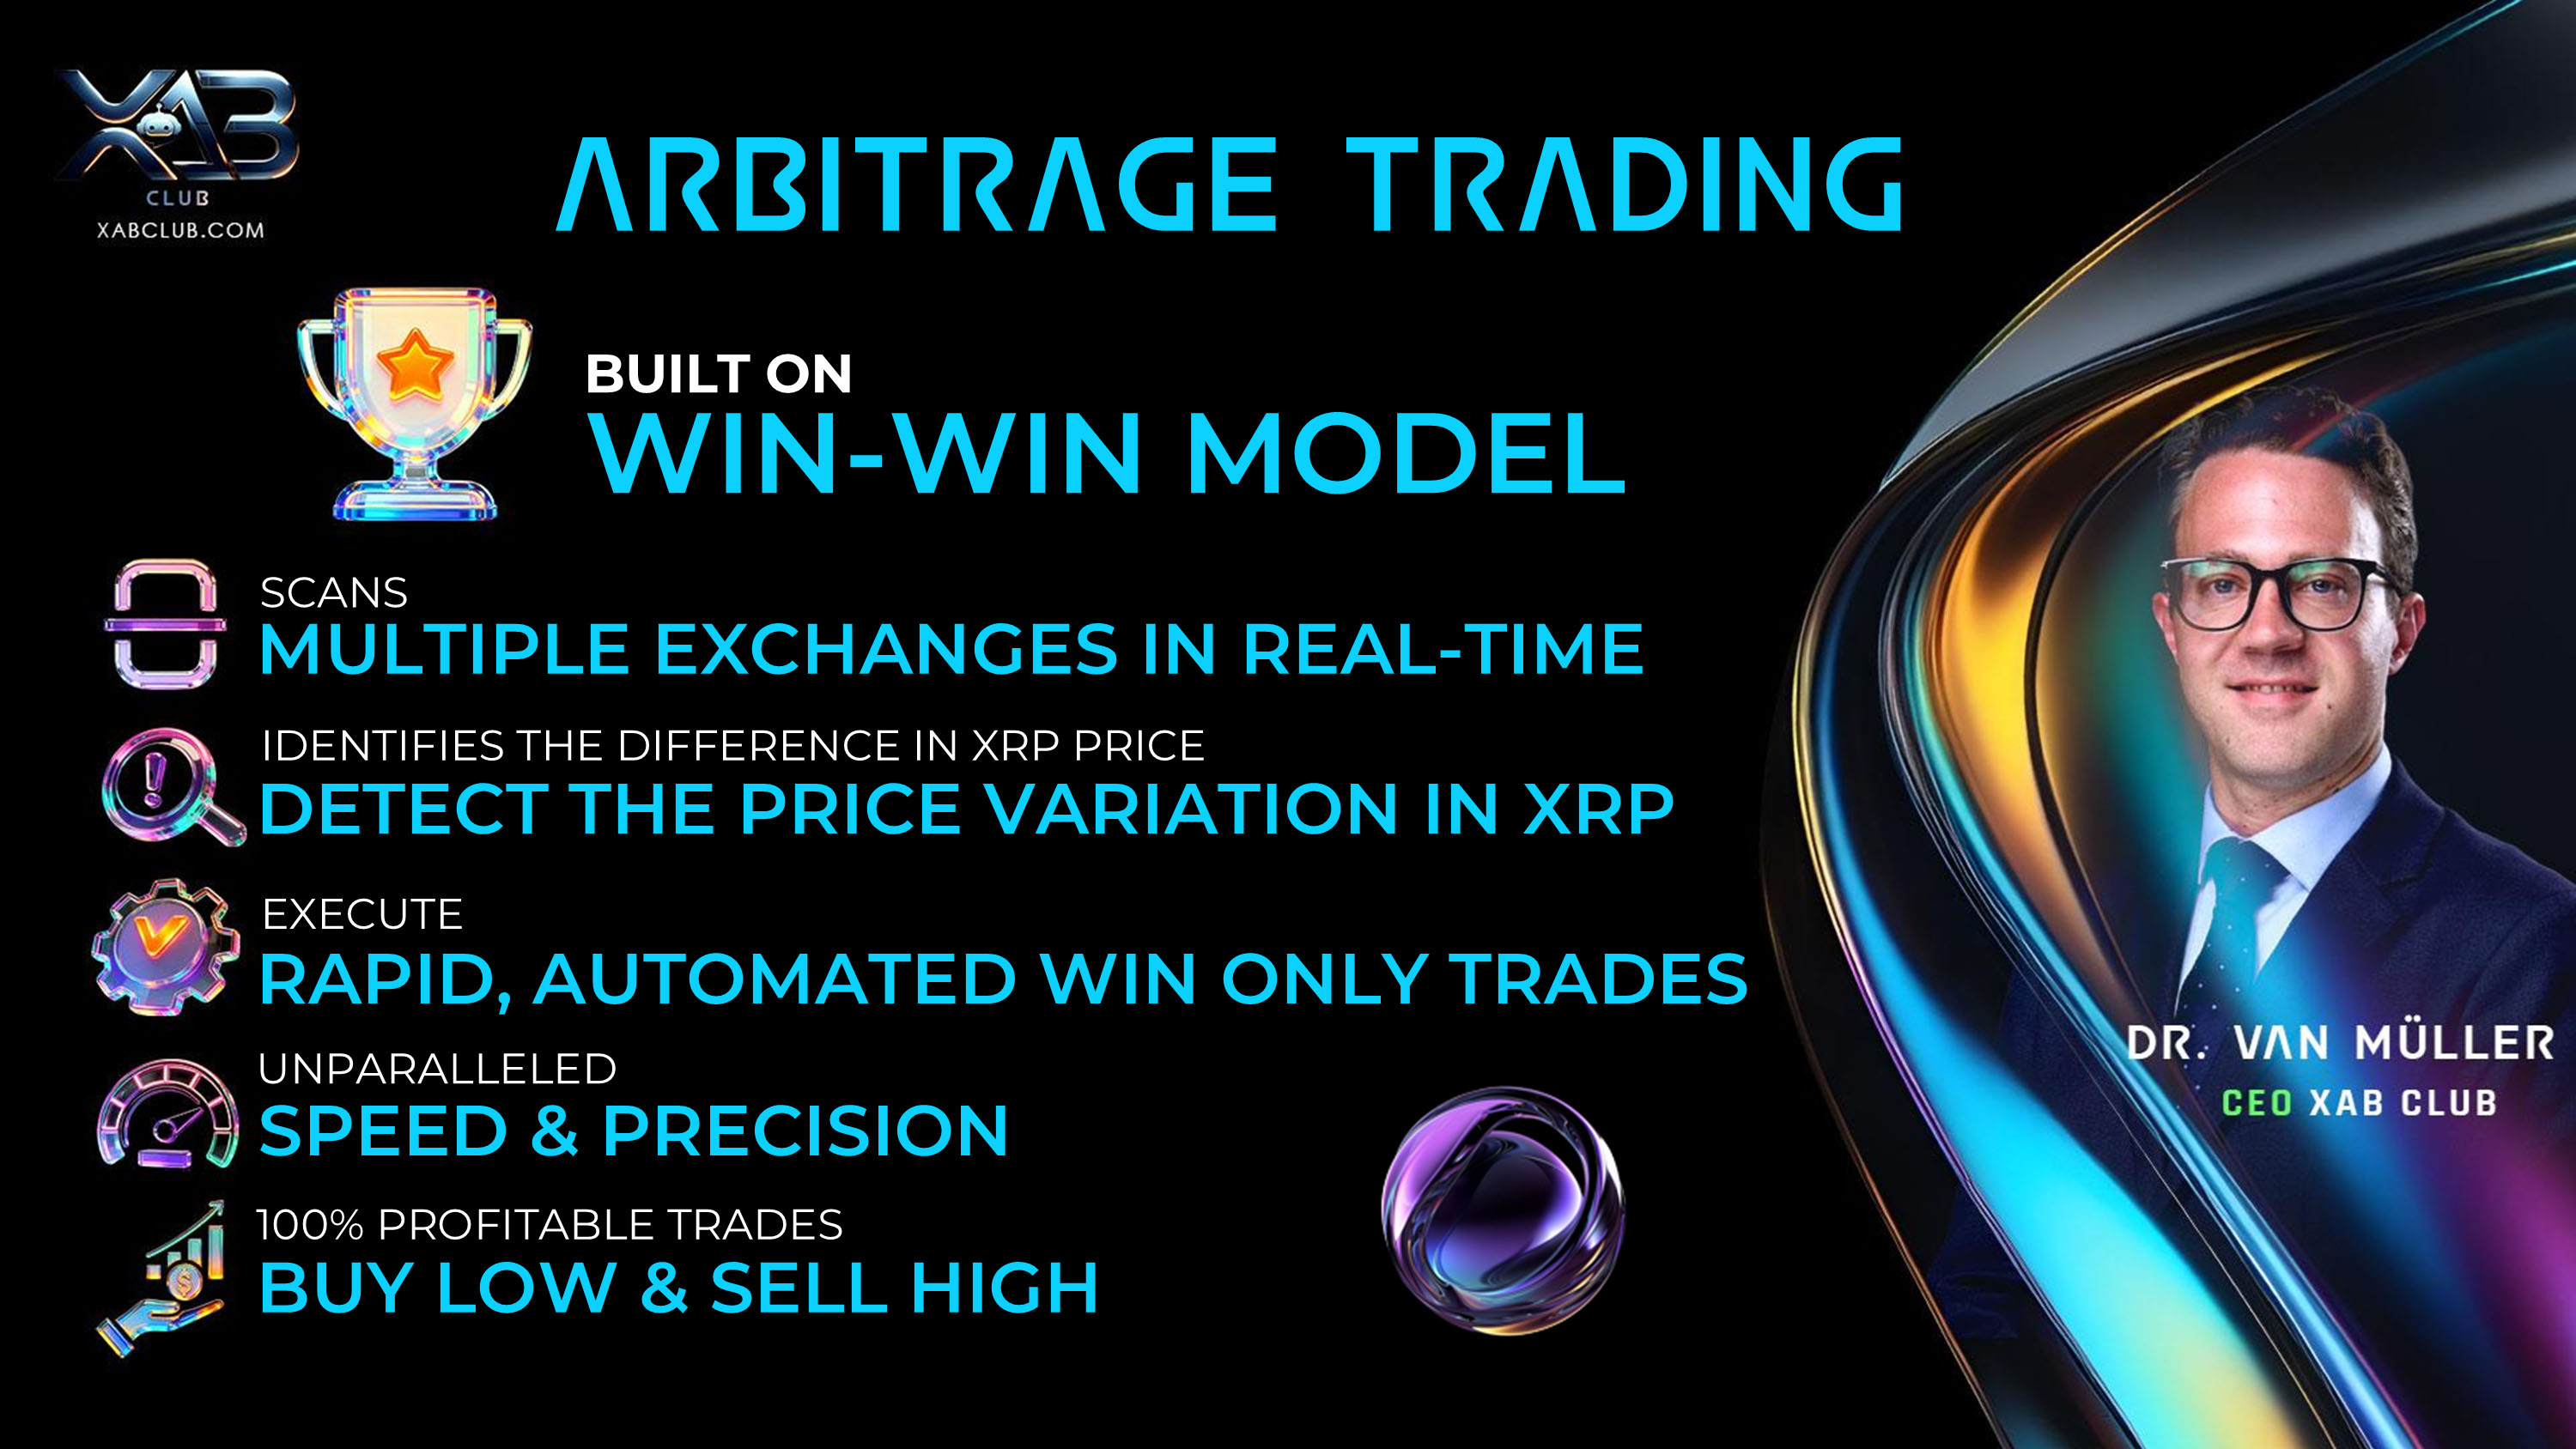 XAB
CLUB
XABCLUB.COM
ARBITRAGE TRADING
BUILT ON
WIN-WIN MODEL
SCANS
MULTIPLE EXCHANGES IN REAL-TIME
IDENTIFIES THE DIFFERENCE IN XRP PRICE
DETECT THE PRICE VARIATION IN XRP
EXECUTE
RAPID, AUTOMATED WIN ONLY TRADES
UNPARALLELED
SPEED & PRECISION
100% PROFITABLE TRADES
BUY LOW & SELL HIGH
DR. VAN MÜLLER
CEO XAB CLUB